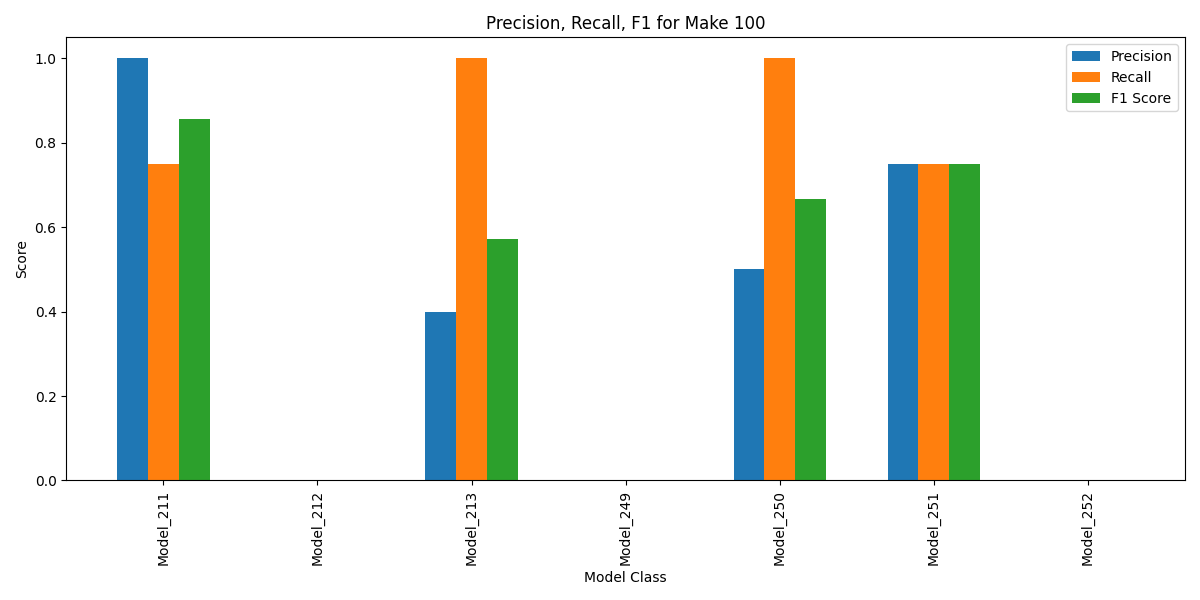 Precision, Recall, F1 for Make 100
Precision
Recall
F1 Score
Score
1.0
0.8
0.6
0.4
0.2
0.0
Model_211
Model_212
Model_213
Model_249
Model_250
Model_251
Model_252
Model Class